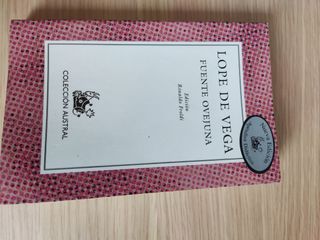 LOPE DE VEGA
FUENTE OVEJUNA
Edición
Rinaldo Froldi
COLECCIÓN AUSTRAL